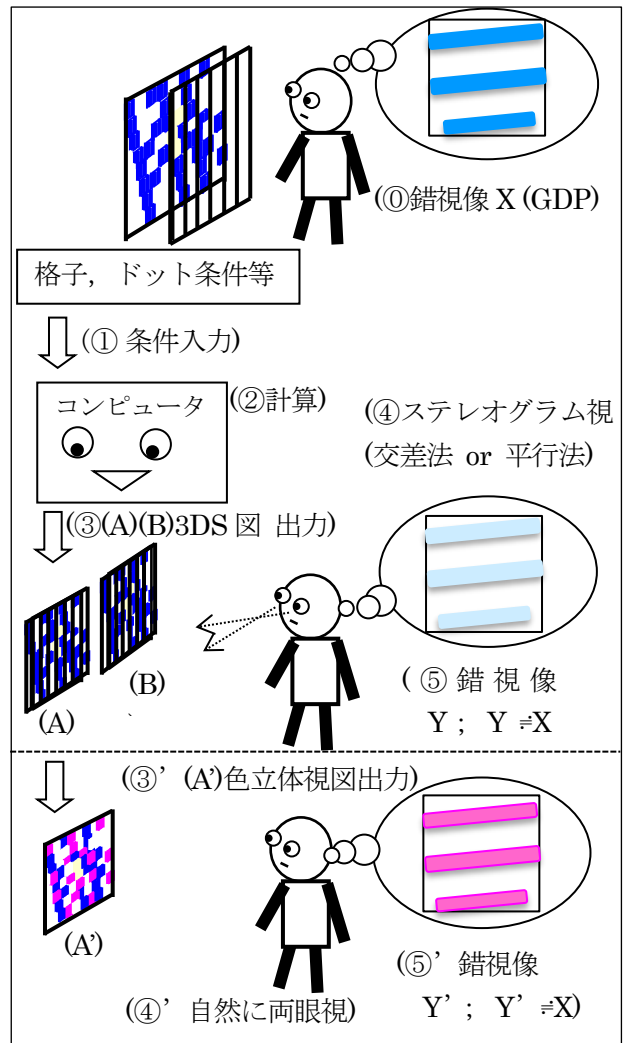 (⓪錯視像 X (GDP)
格子，ドット条件等
(① 条件入力)
コンピュータ
(②計算)
(④ステレオグラム視
(交差法 or 平行法)
(③(A)(B)3DS 図 出力)
(B)
(A)
( ⑤ 錯 視 像
Y ; Y ≓X
(③’ (A’)色立体視図出力)
(A’)
(⑤’ 錯視像
(④’ 自然に両眼視)
Y’ ; Y’ ≓X)